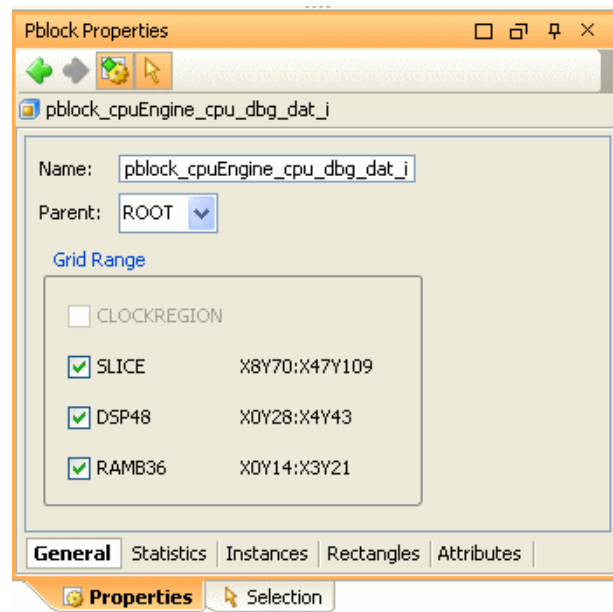 Pblock Properties
pblock_cpuEngine_cpu_dbg_dat_i
Name: pblock_cpuEngine_cpu_dbg_dat_i
Parent: ROOT
Grid Range
CLOCKREGION
SLICE X8Y70:X47Y109
DSP48 X0Y28:X4Y43
RAMB36 X0Y14:X3Y21
General Statistics Instances Rectangles Attributes
Properties Selection